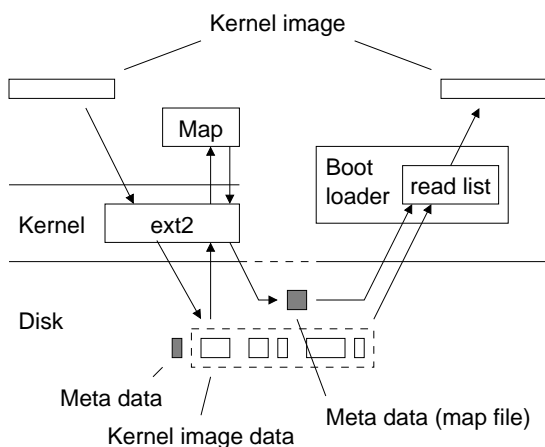 Kernel image
Map
Boot
loader
read list
Kernel
ext2
Disk
Meta data
Meta data (map file)
Kernel image data